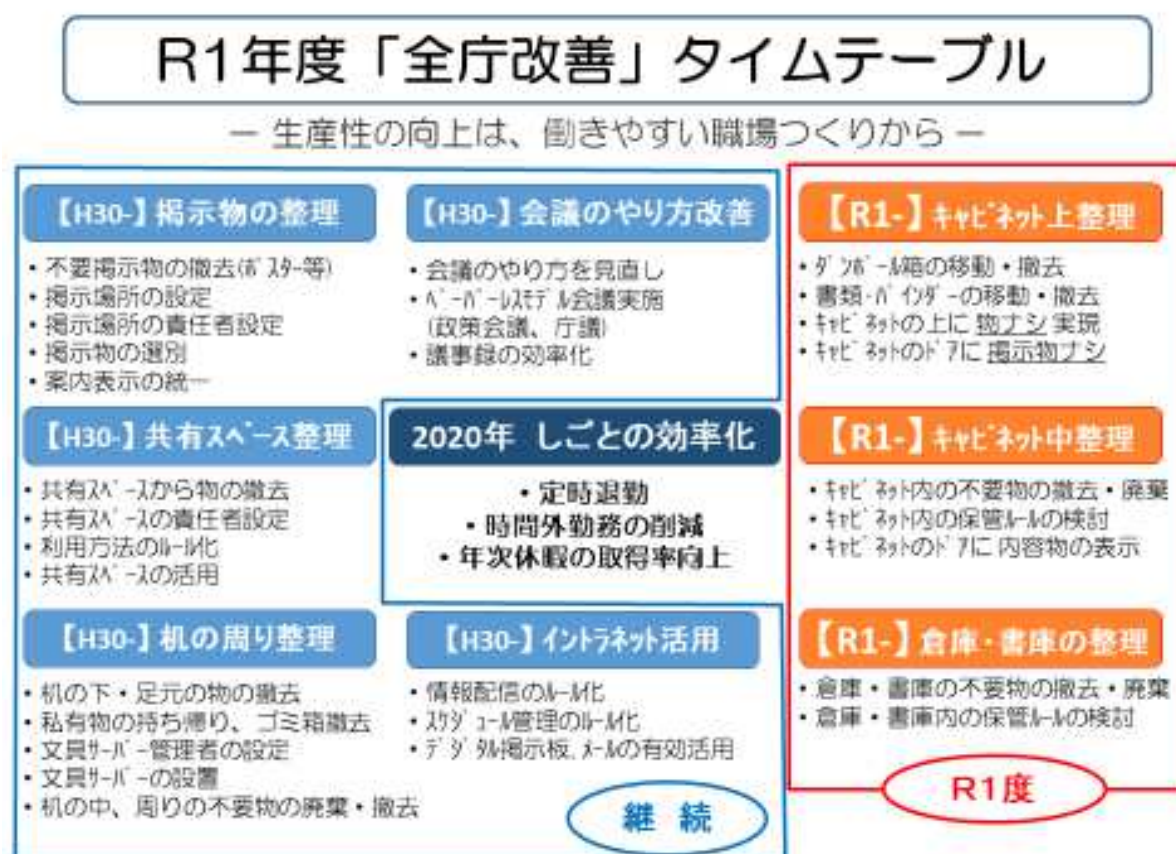 R1年度「全庁改善」タイムテーブル
― 生産性の向上は、働きやすい職場つくりから ―
【H30-】掲示物の整理
・不要掲示物の撤去(ﾎﾟｽﾀｰ等)
・掲示場所の設定
・掲示場所の責任者設定
・掲示物の選別
・案内表示の統一
【H30-】会議のやり方改善
・会議のやり方を見直し
・ﾍﾟｰﾊﾟｰﾚｽﾓﾃﾞﾙ会議実施
(政策会議、庁議)
・議事録の効率化
【R1-】ｷｬﾋﾞﾈｯﾄ上整理
・ﾀﾞﾝﾎﾞｰﾙ箱の移動・撤去
・書類・ﾊﾞｲﾝﾀﾞｰの移動・撤去
・ｷｬﾋﾞﾈｯﾄの上に 物ナシ 実現
・ｷｬﾋﾞﾈｯﾄのﾄﾞｱに 掲示物ナシ
【H30-】共有ｽﾍﾟｰｽ整理
・共有ｽﾍﾟｰｽから物の撤去
・共有ｽﾍﾟｰｽの責任者設定
・利用方法のﾙｰﾙ化
・共有ｽﾍﾟｰｽの活用
2020年 しごとの効率化
・定時退勤
・時間外勤務の削減
・年次休暇の取得率向上
【R1-】ｷｬﾋﾞﾈｯﾄ中整理
・ｷｬﾋﾞﾈｯﾄ内の不要物の撤去・廃棄
・ｷｬﾋﾞﾈｯﾄ内の保管ﾙｰﾙの検討
・ｷｬﾋﾞﾈｯﾄのﾄﾞｱに内容物の表示
【H30-】机の周り整理
・机の下・足元の物の撤去
・私有物の持ち帰り、ゴミ箱撤去
・文具ｻｰﾊﾞｰ管理者の設定
・文具ｻｰﾊﾞｰの設置
・机の中、周りの不要物の廃棄・撤去
【H30-】ｲﾝﾄﾗﾈｯﾄ活用
・情報配信のﾙｰﾙ化
・ｽｹｼﾞｭｰﾙ管理のﾙｰﾙ化
・ﾃﾞｼﾞﾀﾙ掲示板、ﾒｰﾙの有効活用
【R1-】倉庫・書庫の整理
・倉庫・書庫の不要物の撤去・廃棄
・倉庫・書庫内の保管ﾙｰﾙの検討
R1度
継 続